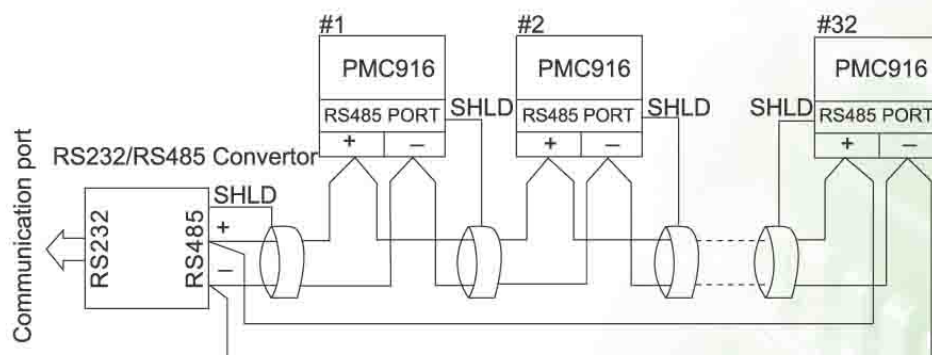 #1
#2
#32
PMC916
PMC916
PMC916
RS485 PORT
SHLD
RS485 PORT
SHLD
SHLD
RS485 PORT
+
−
+
−
+
−
RS232/RS485 Convertor
SHLD
Communication port
RS232
RS485
+
−